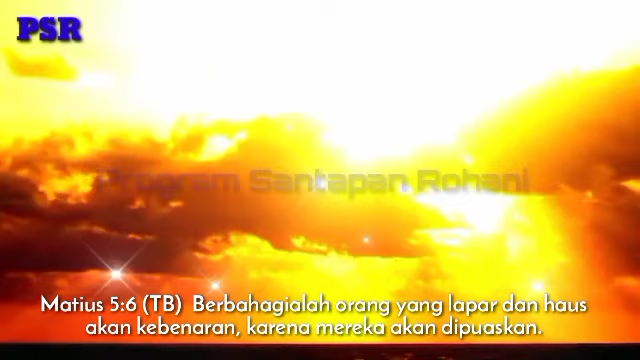 PSR
Program Santapan Rohani
Matius 5:6 (TB) Berbahagialah orang yang lapar dan haus
akan kebenaran, karena mereka akan dipuaskan.